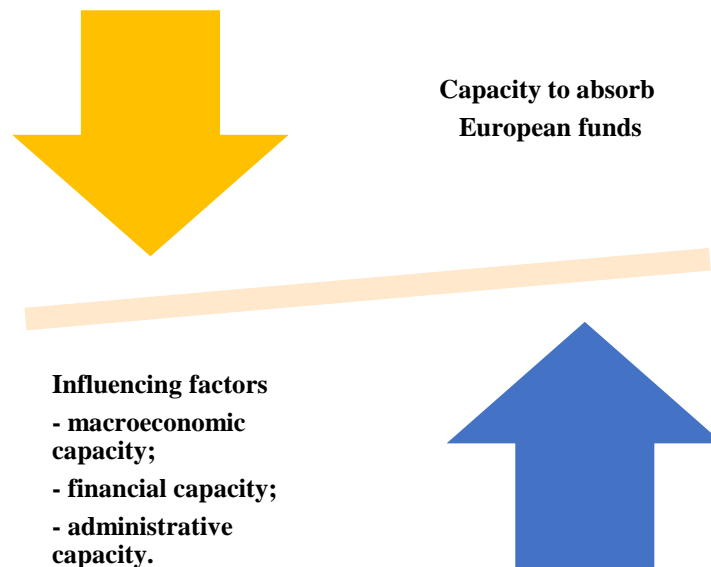 Capacity to absorb
European funds
Influencing factors
- macroeconomic
capacity;
- financial capacity;
- administrative
capacity.